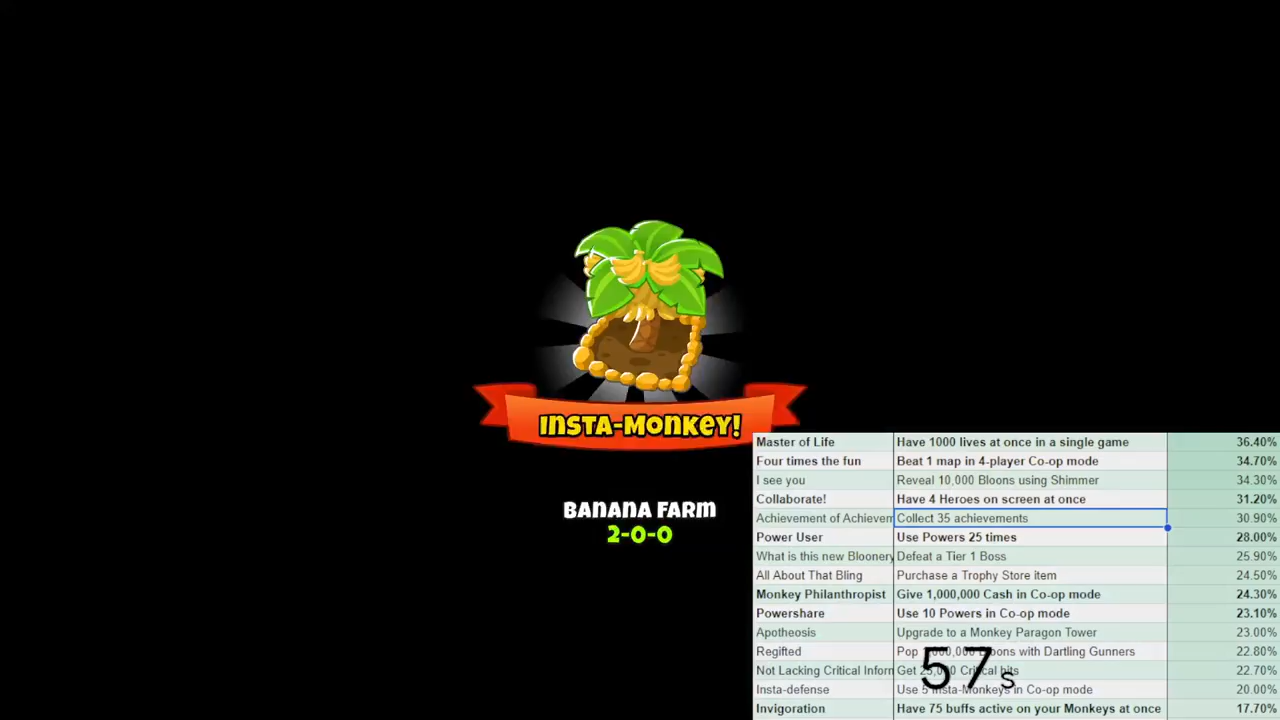 INSTA-MONKEY!
BANANA FARM
2-0-0
Master of Life Have 1000 lives at once in a single game 36.40%
Four times the fun Beat 1 map in 4-player Co-op mode 34.70%
I see you Reveal 10,000 Bloons using Shimmer 34.30%
Collaborate! Have 4 Heroes on screen at once 31.20%
Achievement of Achievem Collect 35 achievements 30.90%
Power User Use Powers 25 times 28.00%
What is this new Bloonery Defeat a Tier 1 Boss 25.90%
All About That Bling Purchase a Trophy Store item 24.50%
Monkey Philanthropist Give 1,000,000 Cash in Co-op mode 24.30%
Powershare Use 10 Powers in Co-op mode 23.10%
Apotheosis Upgrade to a Monkey Paragon Tower 23.00%
Regifted Pop Bloons with Dartling Gunners 22.80%
Not Lacking Critical Inforn Get Critical hits 22.70%
Insta-defense Use 5 Insta-Monkeys in Co-op mode 20.00%
Invigoration Have 75 buffs active on your Monkeys at once 17.70%
57s